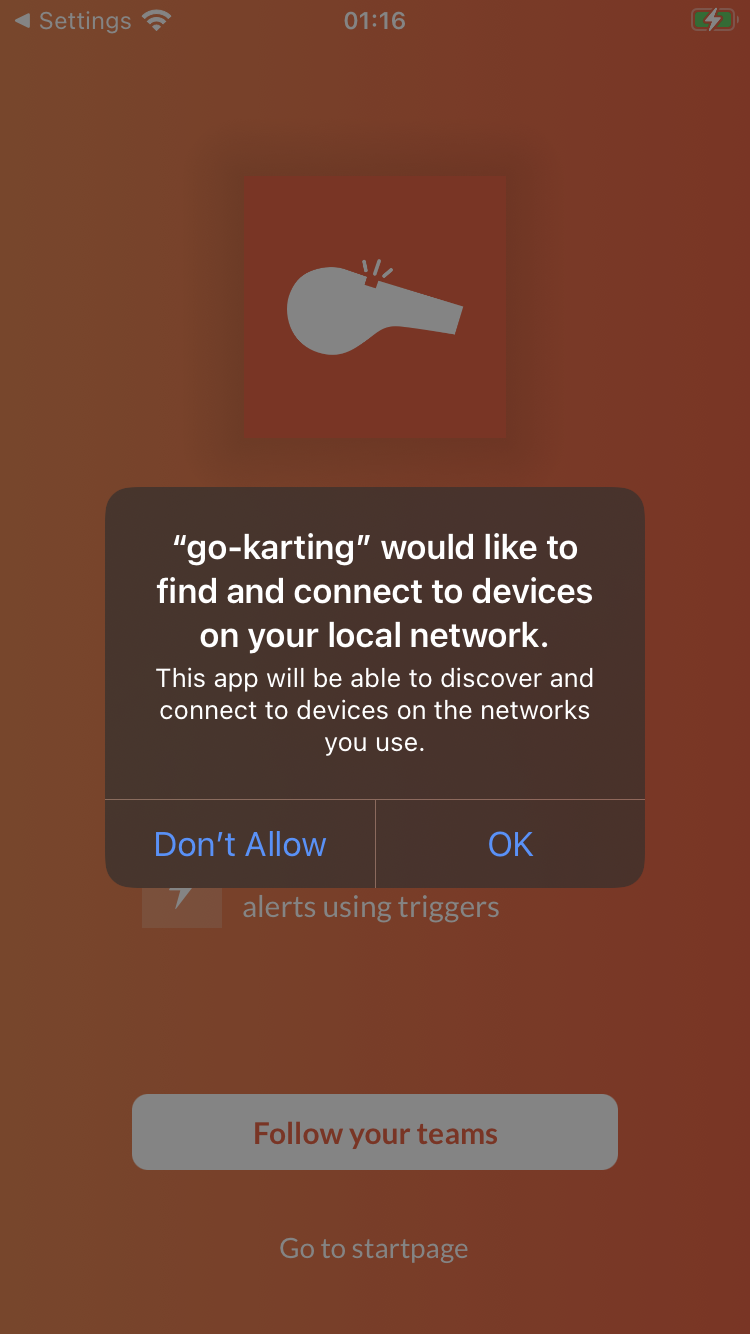 Settings
01:16
“go-karting” would like to
find and connect to devices
on your local network.
This app will be able to discover and
connect to devices on the networks
you use.
Don’t Allow
OK
alerts using triggers
Follow your teams
Go to startpage